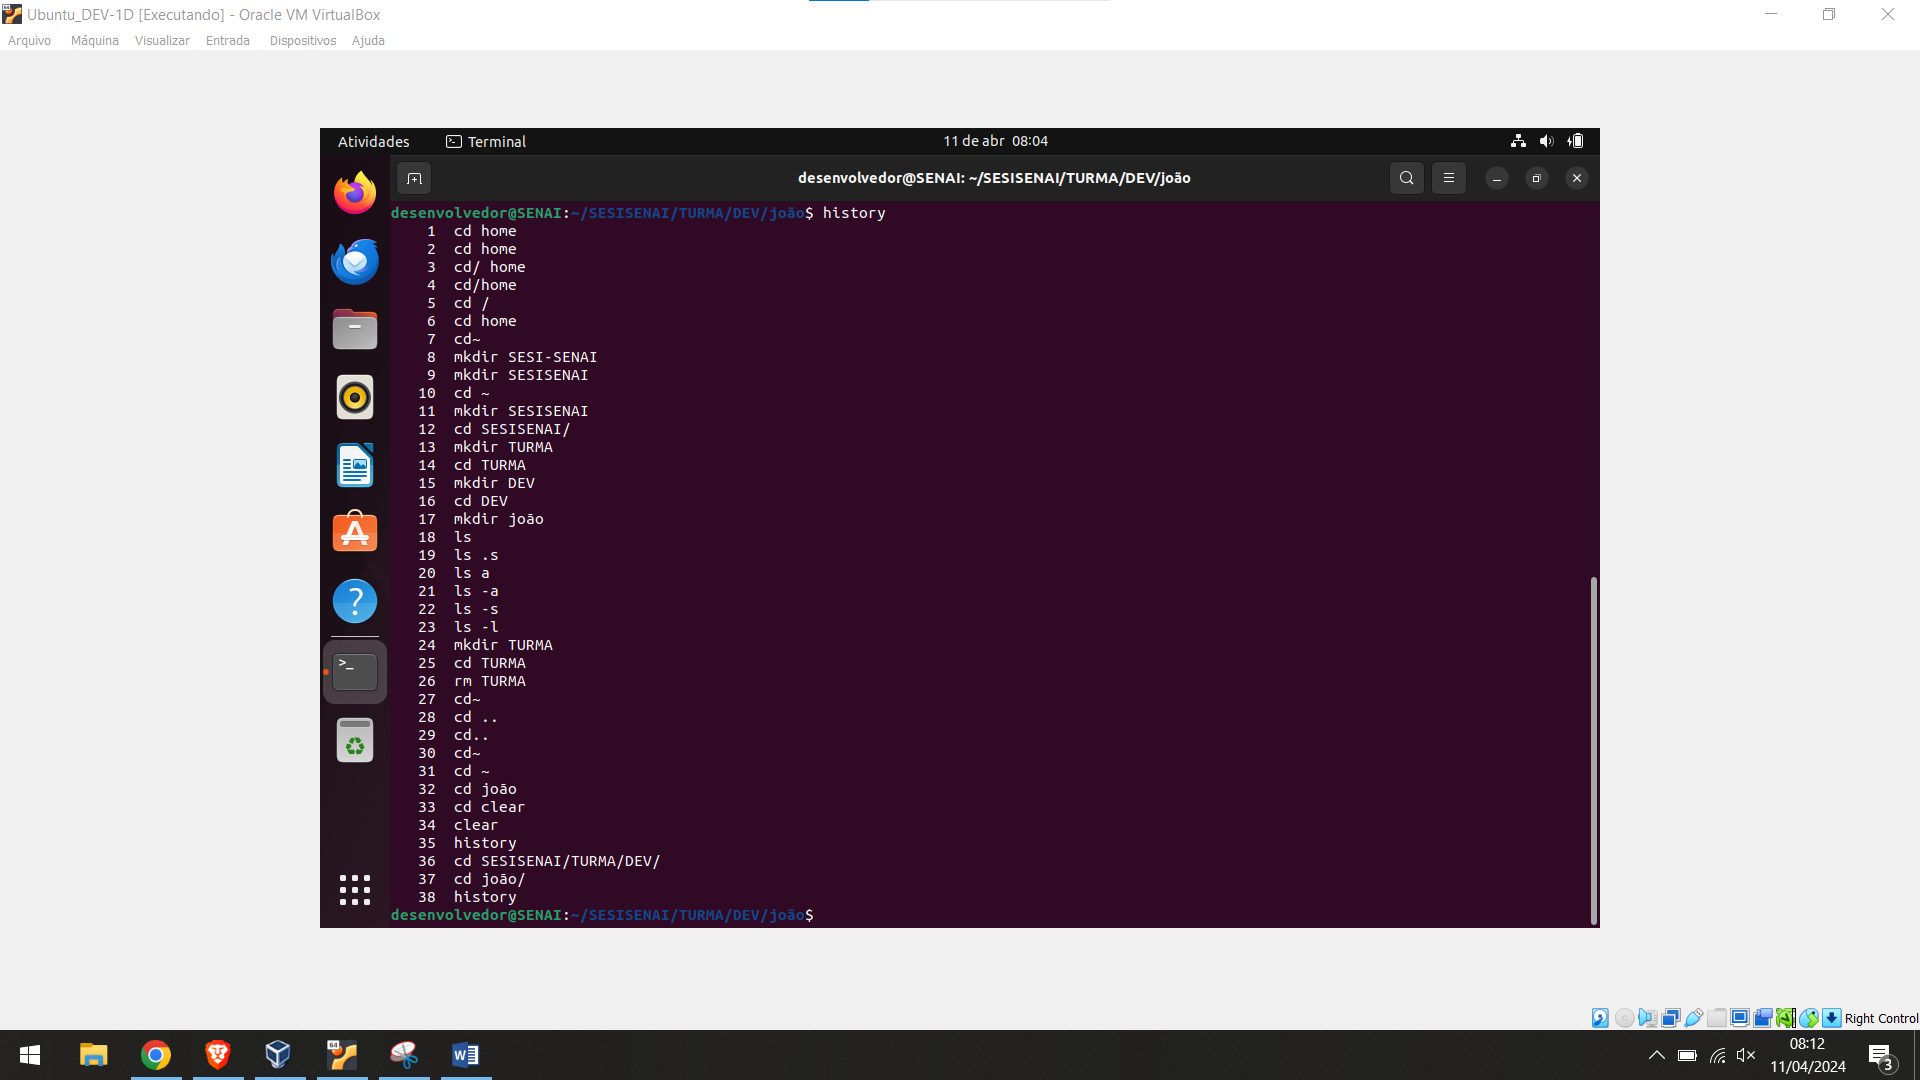 Ubuntu_DEV-1D [Executando] - Oracle VM VirtualBox
Arquivo Máquina Visualizar Entrada Dispositivos Ajuda
Atividades Terminal 11 de abr 08:04
desenvolvedor@SENAI: ~/SESISENAI/TURMA/DEV/joão
desenvolvedor@SENAI:~/SESISENAI/TURMA/DEV/joão$ history
1 cd home
2 cd home
3 cd/ home
4 cd/home
5 cd /
6 cd home
7 cd~
8 mkdir SESI-SENAI
9 mkdir SESISENAI
10 cd ~
11 mkdir SESISENAI
12 cd SESISENAI/
13 mkdir TURMA
14 cd TURMA
15 mkdir DEV
16 cd DEV
17 mkdir joão
18 ls
19 ls .s
20 ls a
21 ls -a
22 ls -s
23 ls -l
24 mkdir TURMA
25 cd TURMA
26 rm TURMA
27 cd~
28 cd ..
29 cd..
30 cd~
31 cd ~
32 cd joão
33 cd clear
34 clear
35 history
36 cd SESISENAI/TURMA/DEV/
37 cd joão/
38 history
desenvolvedor@SENAI:~/SESISENAI/TURMA/DEV/joão$
Right Control
64
08:12
11/04/2024
3